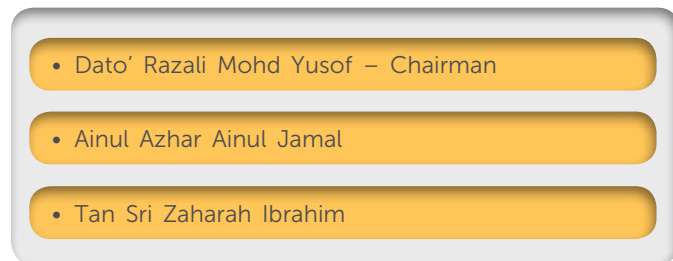 • Dato’ Razali Mohd Yusof – Chairman
• Ainul Azhar Ainul Jamal
• Tan Sri Zaharah Ibrahim